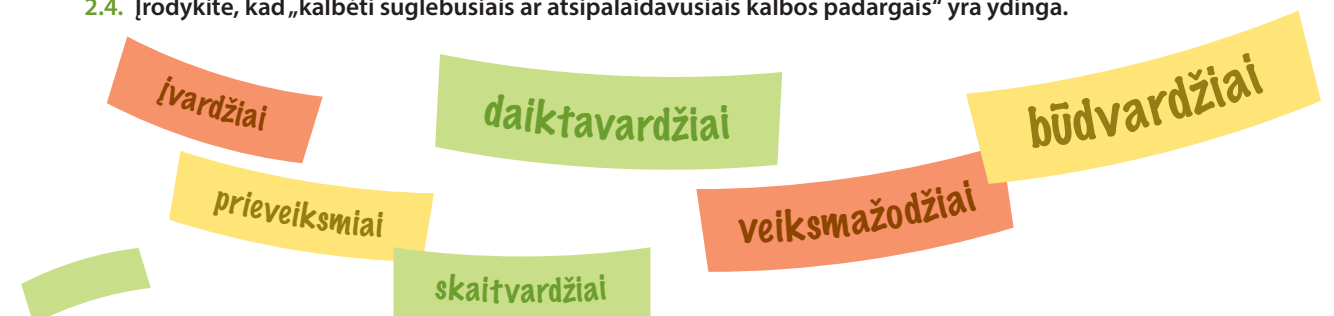 2.4. Įrodykite, kad „kalbėti suglebusiais ar atsipalaidavusiais kalbos padargais“ yra ydinga.
įvardžiai
daiktavardžiai
būdvardžiai
prieveiksmiai
veiksmažodžiai
skaitvardžiai